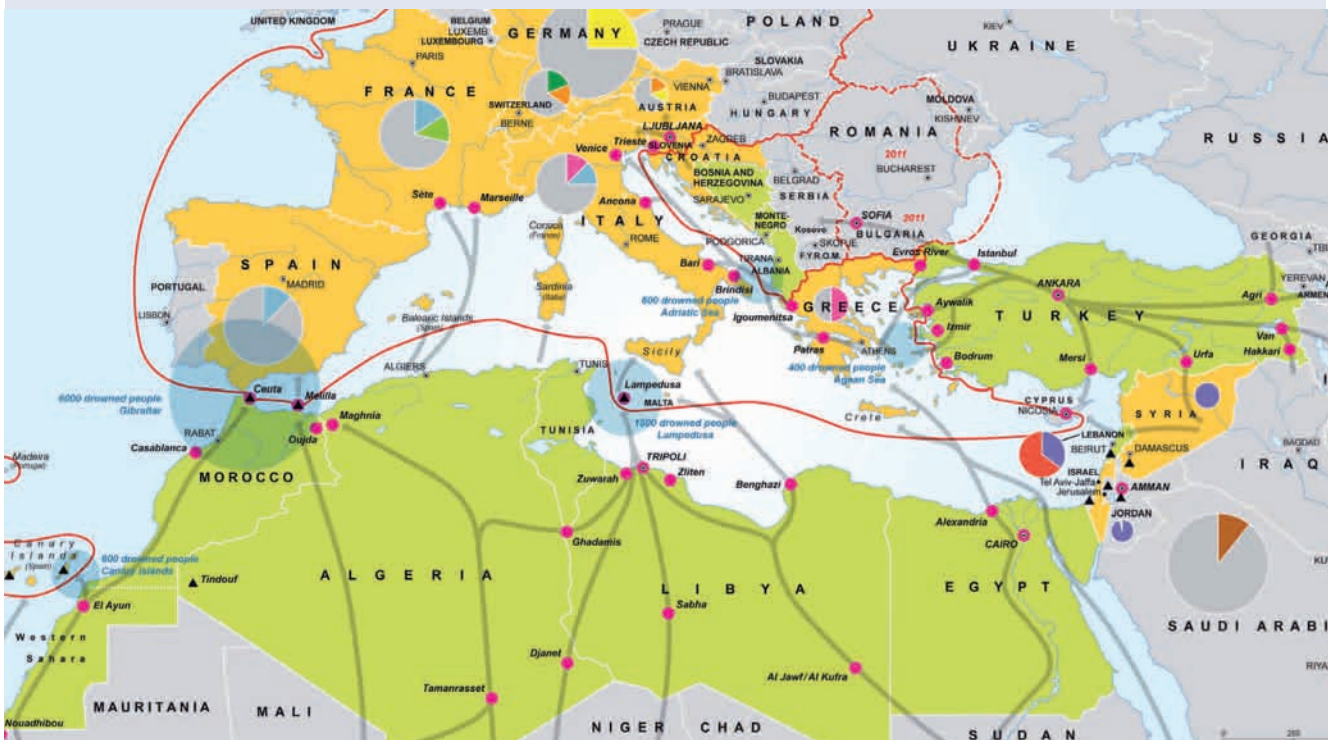 UNITED KINGDOM
BELGIUM
LUXEMB.
LUXEMBOURG
GERMANY
PRAGUE
CZECH REPUBLIC
POLAND
KIEV
UKRAINE
PARIS
FRANCE
SWITZERLAND
BERNE
VIENNA
AUSTRIA
SLOVAKIA
BRATISLAVA
BUDAPEST
HUNGARY
MOLDOVA
KISHINEV
ROMANIA
2011
BUCHAREST
RUSSIA
LJUBLJANA
Trieste
SLOVENIA
Venice
ZAGREB
CROATIA
BOSNIA AND
HERZEGOVINA
SARAJEVO
BELGRAD
SERBIA
Sète
Marseille
Ancona
ITALY
ROME
Corsica
(France)
MONTE-
NEGRO
PODGORICA
Kosovo
SKOPJE
F.Y.R.O.M.
SOFIA
2011
BULGARIA
TIRANA
ALBANIA
GEORGIA
YEREVAN
SPAIN
MADRID
PORTUGAL
LISBON
Balearic Islands
(Spain)
Sardinia
(Italia)
Bari
Brindisi
800 drowned people
Adriatic Sea
Igoumenitsa
GREECE
Evros River
Istanbul
ANKARA
TURKEY
Agri
Van
Hakkari
Aywalik
Izmir
Bodrum
ATHENS
Patras
400 drowned people
Agean Sea
Mersi
Urfa
Sicily
Crete
ALGIERS
TUNIS
TUNISIA
Lampedusa
MALTA
1500 drowned people
Lampedusa
CYPRUS
NICOSIA
SYRIA
LEBANON
BEIRUT
DAMASCUS
BAGDAD
IRAQ
ISRAEL
Tel Aviv-Jaffa
Jerusalem
AMMAN
JORDAN
6000 drowned people
Gibraltar
Ceuta
Melilla
Maghnia
Oujda
RABAT
Casablanca
MOROCCO
Madeira
(Portugal)
Canary
Islands
(Spain)
600 drowned people
Canary Islands
El Ayun
Western
Sahara
Tindouf
ALGERIA
Ghadamis
Zuwarah
TRIPOLI
Zliten
Benghazi
LIBYA
Sabha
Djanet
Tamanrasset
Al Jawf/Al Kufra
Alexandria
CAIRO
EGYPT
SAUDI ARABI
RIYA
Nouadhibou
MAURITANIA
MALI
NIGER
CHAD
SUDAN
0